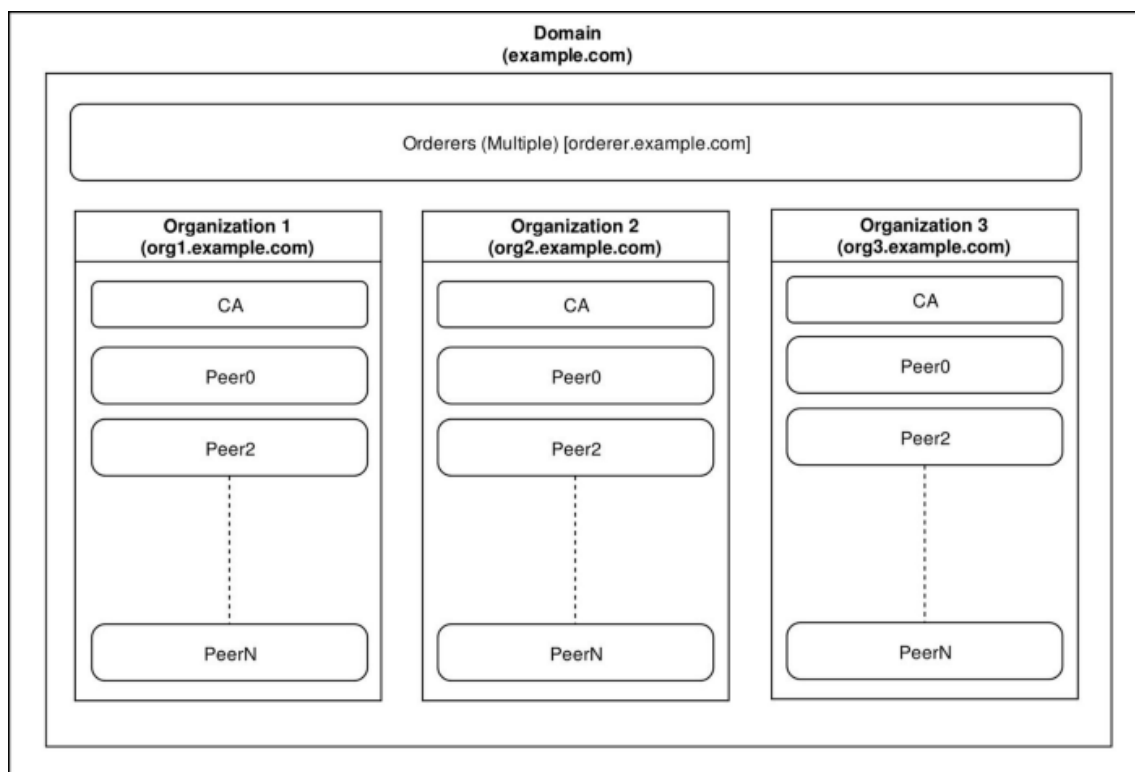 Domain
(example.com)
Orderers (Multiple) [orderer.example.com]
Organization 1
(org1.example.com)
CA
Peer0
Peer2
PeerN
Organization 2
(org2.example.com)
CA
Peer0
Peer2
PeerN
Organization 3
(org3.example.com)
CA
Peer0
Peer2
PeerN